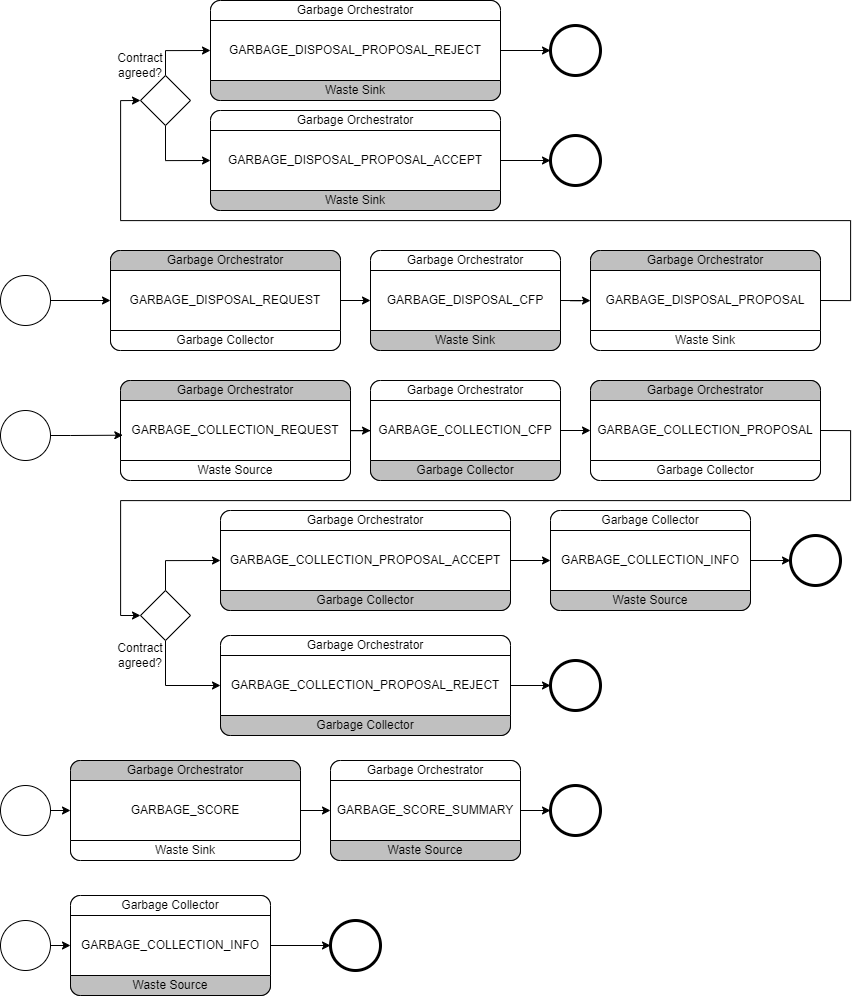 Garbage Orchestrator
GARBAGE_DISPOSAL_PROPOSAL_REJECT
Waste Sink
Contract
agreed?
Garbage Orchestrator
GARBAGE_DISPOSAL_PROPOSAL_ACCEPT
Waste Sink
Garbage Orchestrator
GARBAGE_DISPOSAL_REQUEST
Garbage Collector
Garbage Orchestrator
GARBAGE_DISPOSAL_CFP
Waste Sink
Garbage Orchestrator
GARBAGE_DISPOSAL_PROPOSAL
Waste Sink
Garbage Orchestrator
GARBAGE_COLLECTION_REQUEST
Waste Source
Garbage Orchestrator
GARBAGE_COLLECTION_CFP
Garbage Collector
Garbage Orchestrator
GARBAGE_COLLECTION_PROPOSAL
Garbage Collector
Garbage Orchestrator
GARBAGE_COLLECTION_PROPOSAL_ACCEPT
Garbage Collector
Garbage Collector
GARBAGE_COLLECTION_INFO
Waste Source
Contract
agreed?
Garbage Orchestrator
GARBAGE_COLLECTION_PROPOSAL_REJECT
Garbage Collector
Garbage Orchestrator
GARBAGE_SCORE
Waste Sink
Garbage Orchestrator
GARBAGE_SCORE_SUMMARY
Waste Source
Garbage Collector
GARBAGE_COLLECTION_INFO
Waste Source